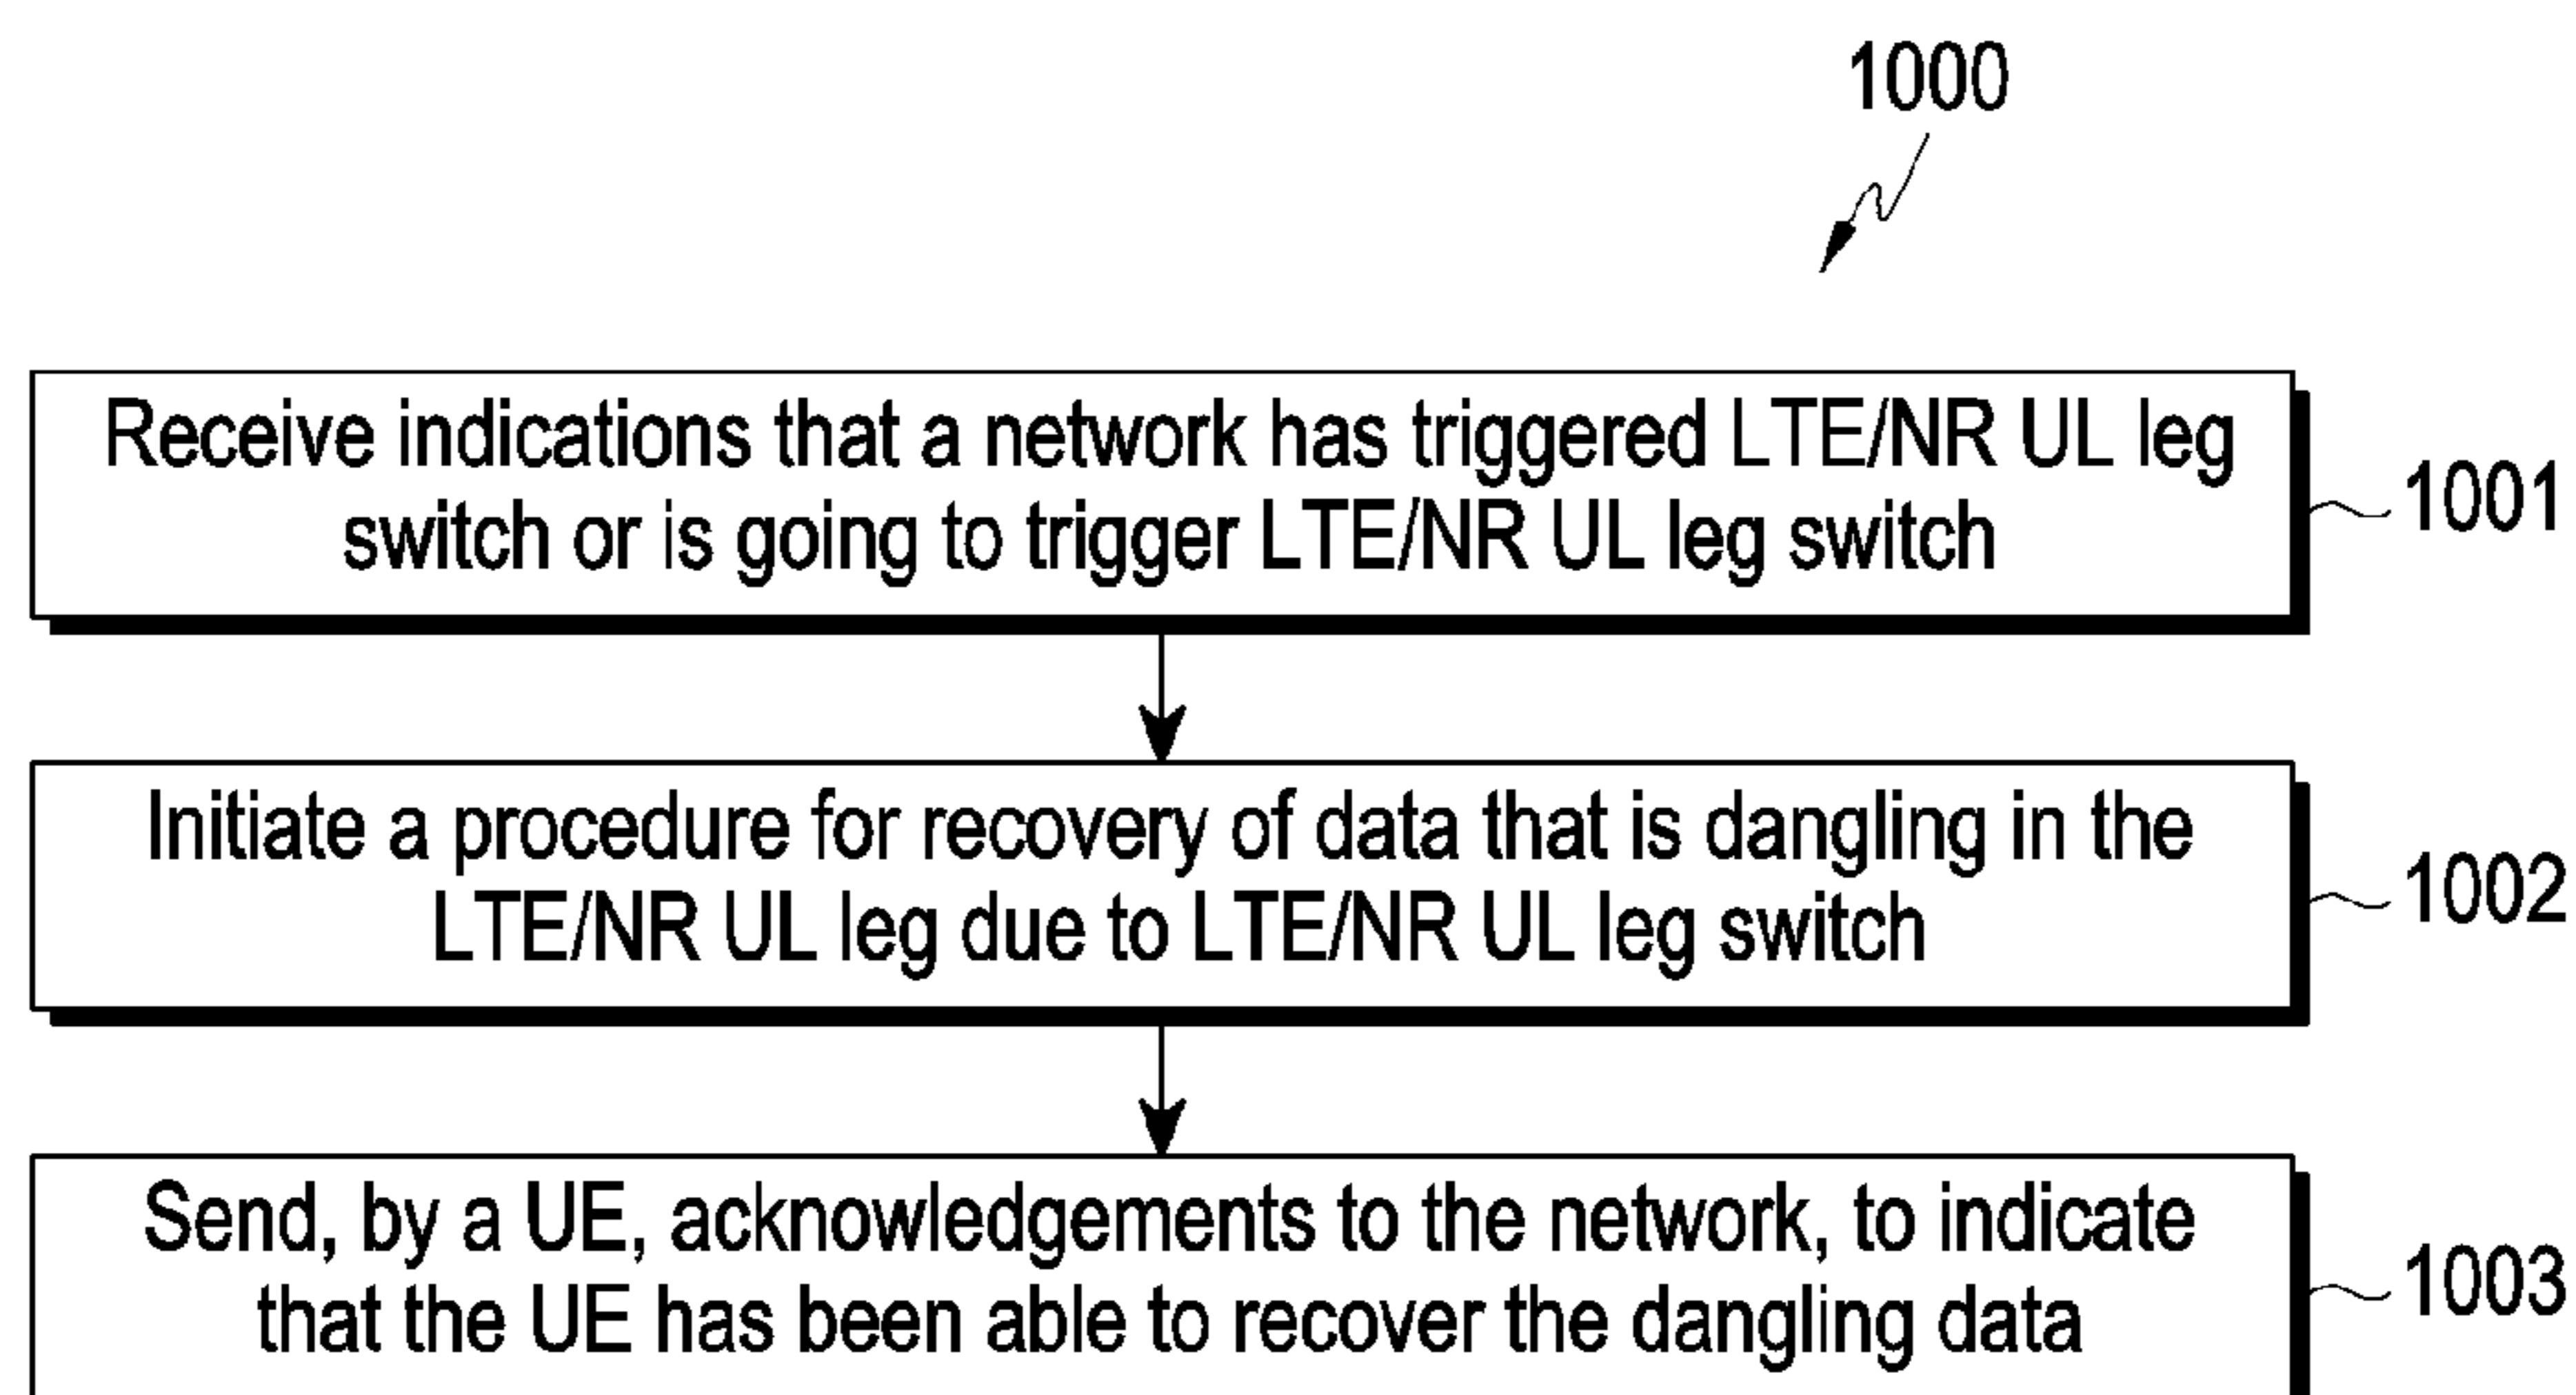 1000
Receive indications that a network has triggered LTE/NR UL leg
switch or is going to trigger LTE/NR UL leg switch
1001
Initiate a procedure for recovery of data that is dangling in the
LTE/NR UL leg due to LTE/NR UL leg switch
1002
Send, by a UE, acknowledgements to the network, to indicate
that the UE has been able to recover the dangling data
1003